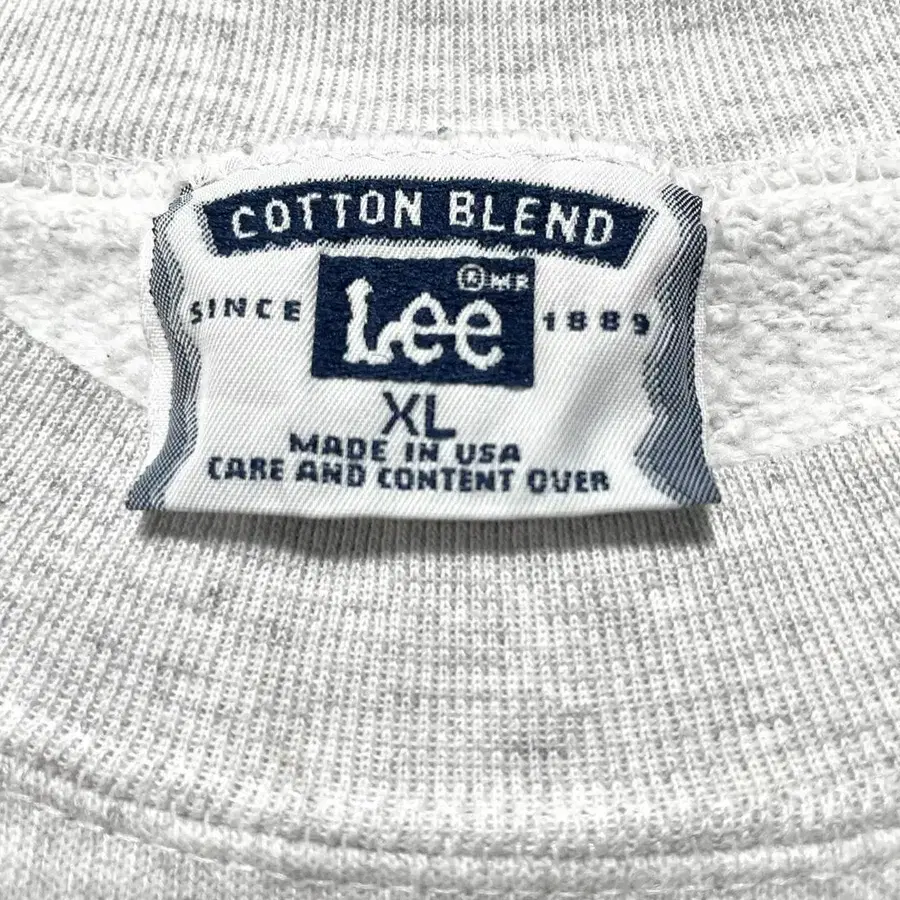 COTTON BLEND
®MR
SINCE Lee 1889
XL
MADE IN USA
CARE AND CONTENT OVER